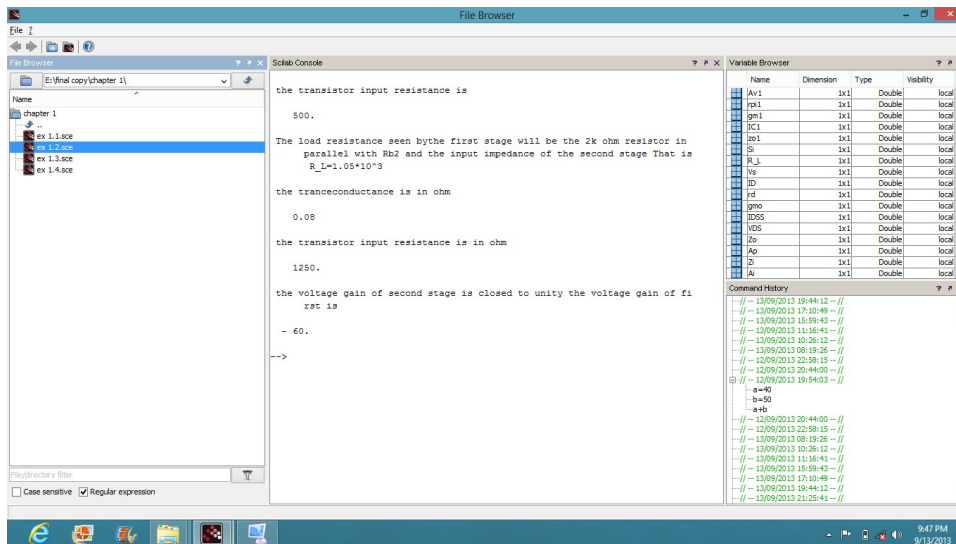 File Browser
File ?
File Browser
E:\final copy\chapter 1\
Name
chapter 1
..
ex 1.1.sce
ex 1.2.sce
ex 1.3.sce
ex 1.4.sce
File/directory filter
Case sensitive Regular expression
Scilab Console
the transistor input resistance is
500.
The load resistance seen bythe first stage will be the 2k ohm resistor in
parallel with Rb2 and the input impedance of the second stage That is
R_L=1.05*10^3
the tranceconductance is in ohm
0.08
the transistor input resistance is in ohm
1250.
the voltage gain of second stage is closed to unity the voltage gain of fi
rst is
- 60.
-->
Variable Browser
Name Dimension Type Visibility
Av1 1x1 Double local
rpi1 1x1 Double local
gm1 1x1 Double local
IC1 1x1 Double local
zo1 1x1 Double local
Si 1x1 Double local
R_L 1x1 Double local
Vs 1x1 Double local
ID 1x1 Double local
rd 1x1 Double local
gmo 1x1 Double local
IDSS 1x1 Double local
VDS 1x1 Double local
Zo 1x1 Double local
Ap 1x1 Double local
Zi 1x1 Double local
Ai 1x1 Double local
Command History
// -- 13/09/2013 19:44:12 -- //
// -- 13/09/2013 17:10:49 -- //
// -- 13/09/2013 15:59:43 -- //
// -- 13/09/2013 11:16:41 -- //
// -- 13/09/2013 10:26:12 -- //
// -- 13/09/2013 08:19:26 -- //
// -- 12/09/2013 22:58:15 -- //
// -- 12/09/2013 20:44:00 -- //
// -- 12/09/2013 19:54:03 -- //
a=40
b=50
a+b
// -- 12/09/2013 20:44:00 -- //
// -- 12/09/2013 22:58:15 -- //
// -- 13/09/2013 08:19:26 -- //
// -- 13/09/2013 10:26:12 -- //
// -- 13/09/2013 11:16:41 -- //
// -- 13/09/2013 15:59:43 -- //
// -- 13/09/2013 17:10:49 -- //
// -- 13/09/2013 19:44:12 -- //
// -- 13/09/2013 21:25:41 -- //
9:47 PM
9/13/2013